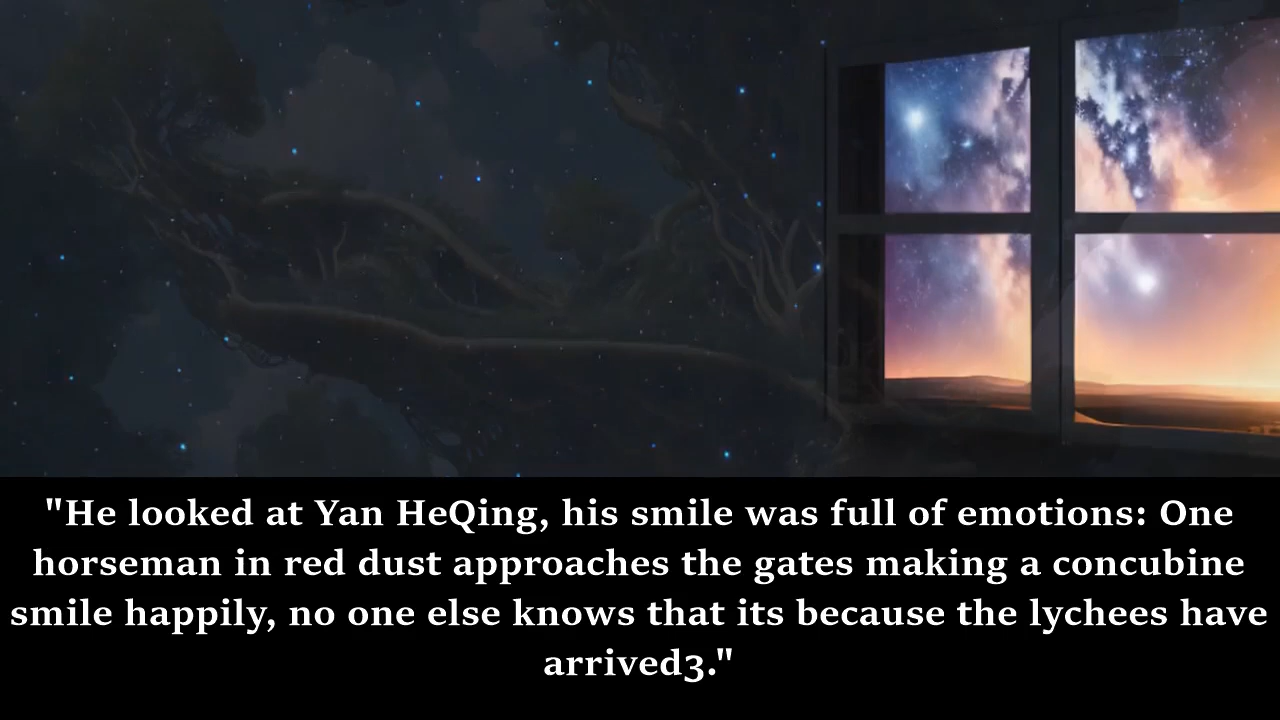 "He looked at Yan HeQing, his smile was full of emotions: One
horseman in red dust approaches the gates making a concubine
smile happily, no one else knows that its because the lychees have
arrived3."